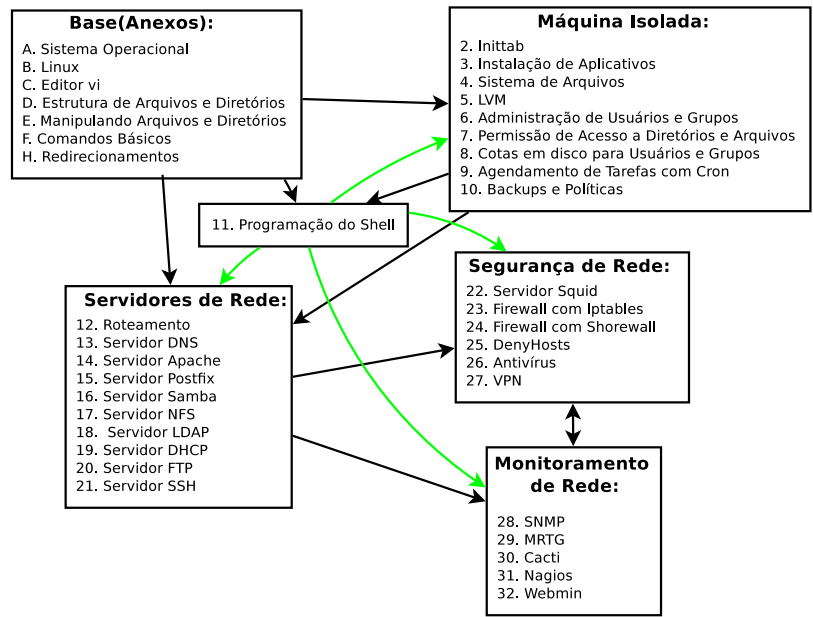 Base(Anexos):
A. Sistema Operacional
B. Linux
C. Editor vi
D. Estrutura de Arquivos e Diretórios
E. Manipulando Arquivos e Diretórios
F. Comandos Básicos
H. Redirecionamentos
Máquina Isolada:
2. Inittab
3. Instalação de Aplicativos
4. Sistema de Arquivos
5. LVM
6. Administração de Usuários e Grupos
7. Permissão de Acesso a Diretórios e Arquivos
8. Cotas em disco para Usuários e Grupos
9. Agendamento de Tarefas com Cron
10. Backups e Políticas
11. Programação do Shell
Servidores de Rede:
12. Roteamento
13. Servidor DNS
14. Servidor Apache
15. Servidor Postfix
16. Servidor Samba
17. Servidor NFS
18. Servidor LDAP
19. Servidor DHCP
20. Servidor FTP
21. Servidor SSH
Segurança de Rede:
22. Servidor Squid
23. Firewall com Iptables
24. Firewall com Shorewall
25. DenyHosts
26. Antivírus
27. VPN
Monitoramento
de Rede:
28. SNMP
29. MRTG
30. Cacti
31. Nagios
32. Webmin